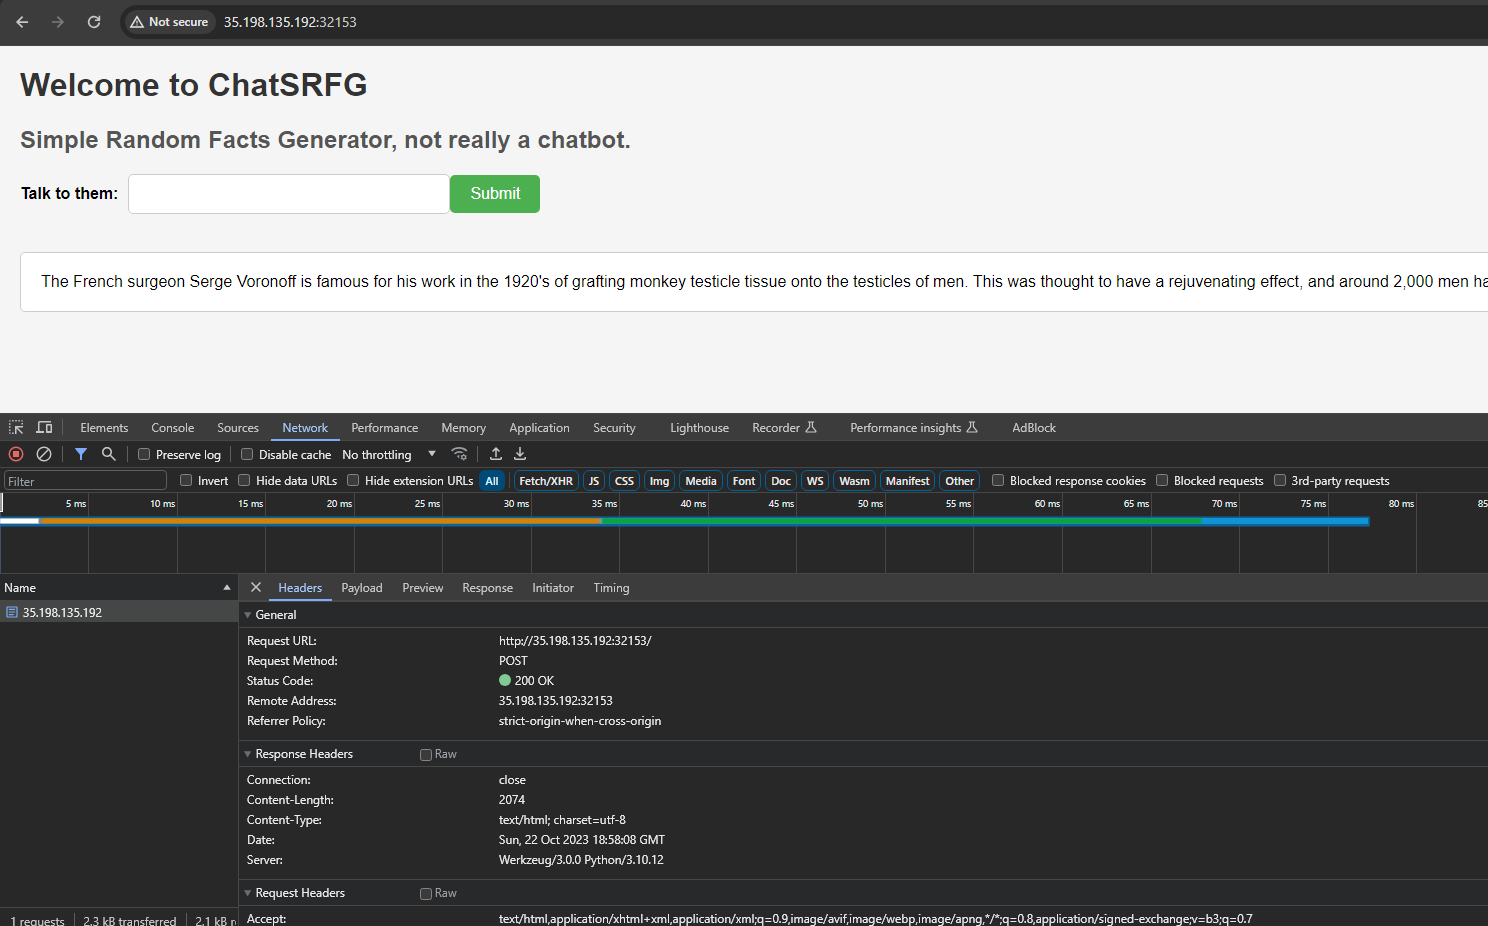 Not secure 35.198.135.192:32153
Welcome to ChatSRFG
Simple Random Facts Generator, not really a chatbot.
Talk to them: Submit
The French surgeon Serge Voronoff is famous for his work in the 1920's of grafting monkey testicle tissue onto the testicles of men. This was thought to have a rejuvenating effect, and around 2,000 men ha
Elements Console Sources Network Performance Memory Application Security Lighthouse Recorder Performance insights AdBlock
Preserve log Disable cache No throttling
Filter Invert Hide data URLs Hide extension URLs All Fetch/XHR JS CSS Img Media Font Doc WS Wasm Manifest Other Blocked response cookies Blocked requests 3rd-party requests
5 ms 10 ms 15 ms 20 ms 25 ms 30 ms 35 ms 40 ms 45 ms 50 ms 55 ms 60 ms 65 ms 70 ms 75 ms 80 ms 85
Name Headers Payload Preview Response Initiator Timing
35.198.135.192
General
Request URL: http://35.198.135.192:32153/
Request Method: POST
Status Code: 200 OK
Remote Address: 35.198.135.192:32153
Referrer Policy: strict-origin-when-cross-origin
Response Headers Raw
Connection: close
Content-Length: 2074
Content-Type: text/html; charset=utf-8
Date: Sun, 22 Oct 2023 18:58:08 GMT
Server: Werkzeug/3.0.0 Python/3.10.12
Request Headers Raw
Accept: text/html,application/xhtml+xml,application/xml;q=0.9,image/avif,image/webp,image/apng,*/*;q=0.8,application/signed-exchange;v=b3;q=0.7
1 requests 2.3 kB transferred 2.1 kB r